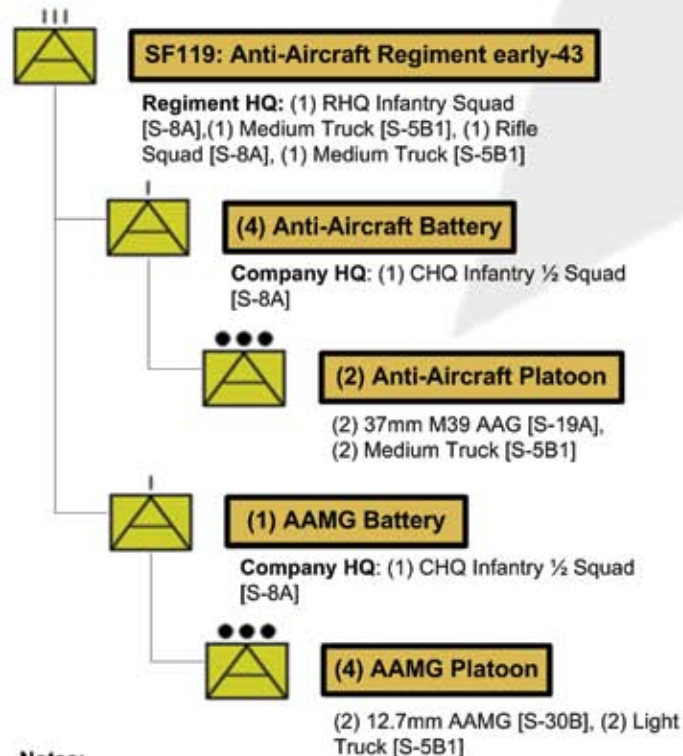 III
SF119: Anti-Aircraft Regiment early-43
Regiment HQ: (1) RHQ Infantry Squad
[S-8A],(1) Medium Truck [S-5B1], (1) Rifle
Squad [S-8A], (1) Medium Truck [S-5B1]
I
(4) Anti-Aircraft Battery
Company HQ: (1) CHQ Infantry ½ Squad
[S-8A]
(2) Anti-Aircraft Platoon
(2) 37mm M39 AAG [S-19A],
(2) Medium Truck [S-5B1]
I
(1) AAMG Battery
Company HQ: (1) CHQ Infantry ½ Squad
[S-8A]
(4) AAMG Platoon
(2) 12.7mm AAMG [S-30B], (2) Light
Truck [S-5B1]
Notes: